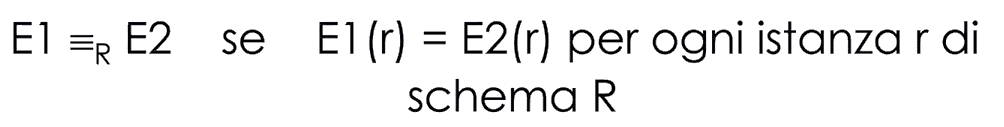 E1 ≡R E2 se E1(r) = E2(r) per ogni istanza r di
schema R